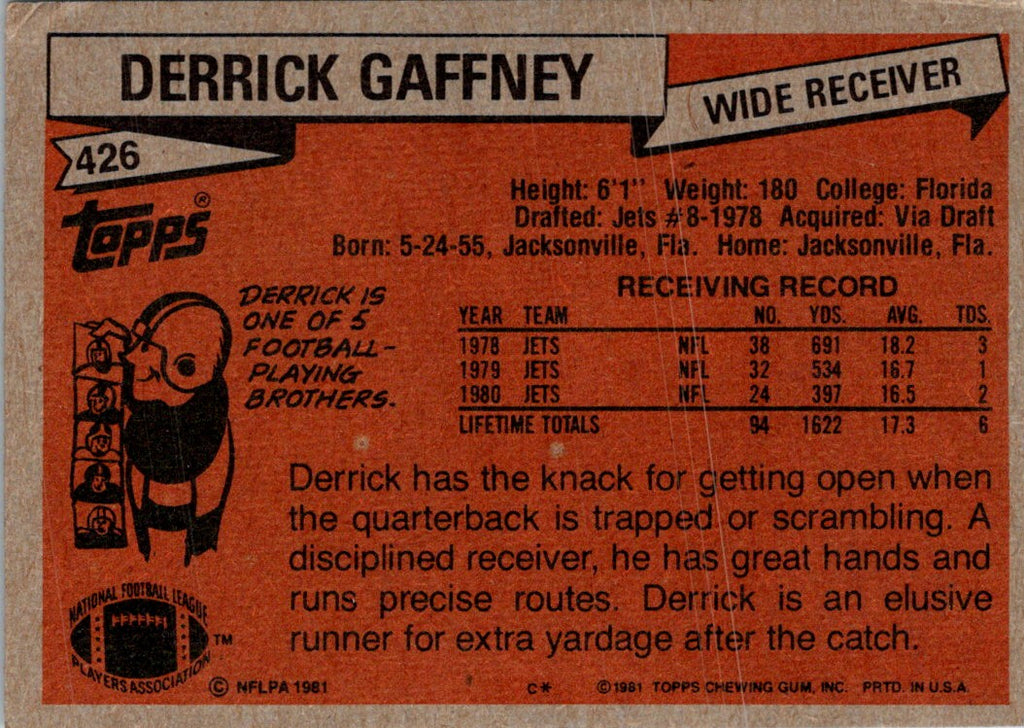 DERRICK GAFFNEY
WIDE RECEIVER
426
TOPPS®
Height: 6'1" Weight: 180 College: Florida
Drafted: Jets #8-1978 Acquired: Via Draft
Born: 5-24-55, Jacksonville, Fla. Home: Jacksonville, Fla.
DERRICK IS
ONE OF 5
FOOTBALL-
PLAYING
BROTHERS.
RECEIVING RECORD
YEAR TEAM NO. YDS. AVG. TDS.
1978 JETS NFL 38 691 18.2 3
1979 JETS NFL 32 534 16.7 1
1980 JETS NFL 24 397 16.5 2
LIFETIME TOTALS 94 1622 17.3 6
Derrick has the knack for getting open when
the quarterback is trapped or scrambling. A
disciplined receiver, he has great hands and
runs precise routes. Derrick is an elusive
runner for extra yardage after the catch.
NATIONAL FOOTBALL LEAGUE
PLAYERS ASSOCIATION
™
© NFLPA 1981
C*
©1981 TOPPS CHEWING GUM, INC. PRTD. IN U.S.A.